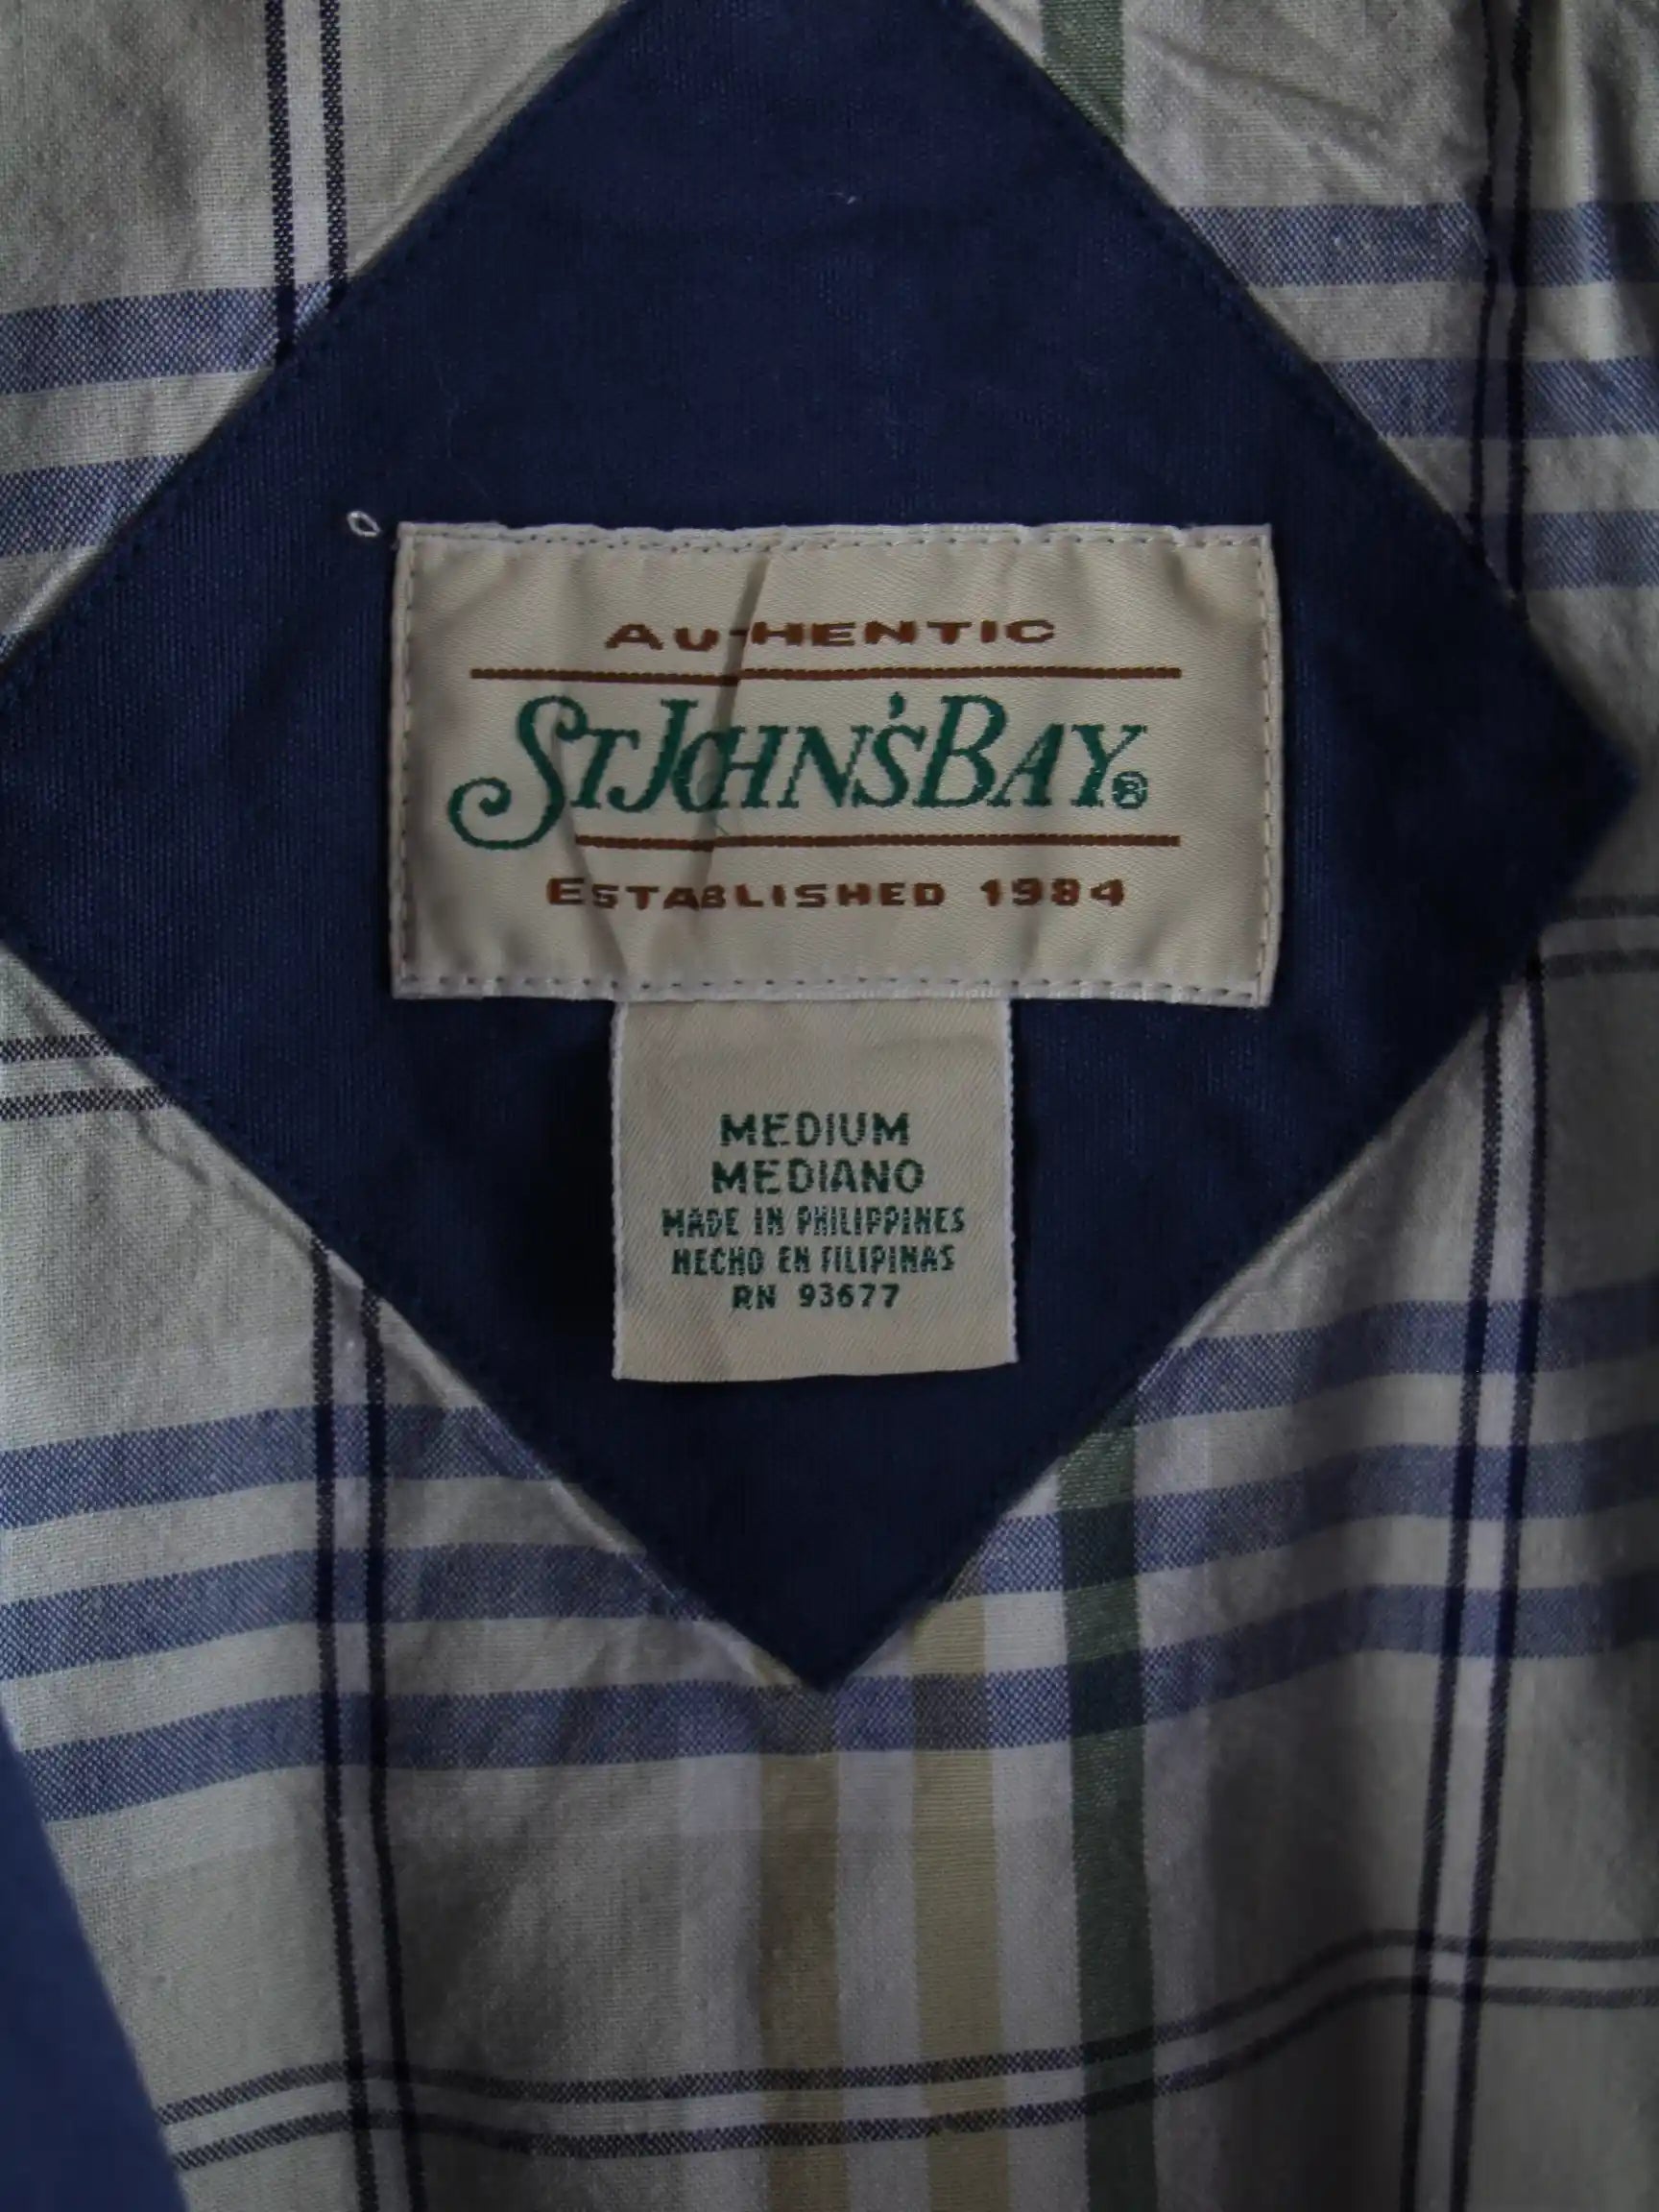 AUTHENTIC
ST JOHN'S BAY®
ESTABLISHED 1984
MEDIUM
MEDIANO
MADE IN PHILIPPINES
HECHO EN FILIPINAS
RN 93677